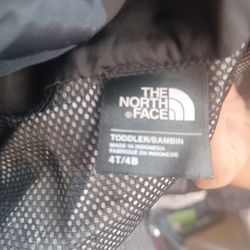 THE
NORTH
FACE
TODDLER/BAMBIN
MADE IN INDONESIA
FABRIQUÉ EN INDONÉSIE
4T/4B